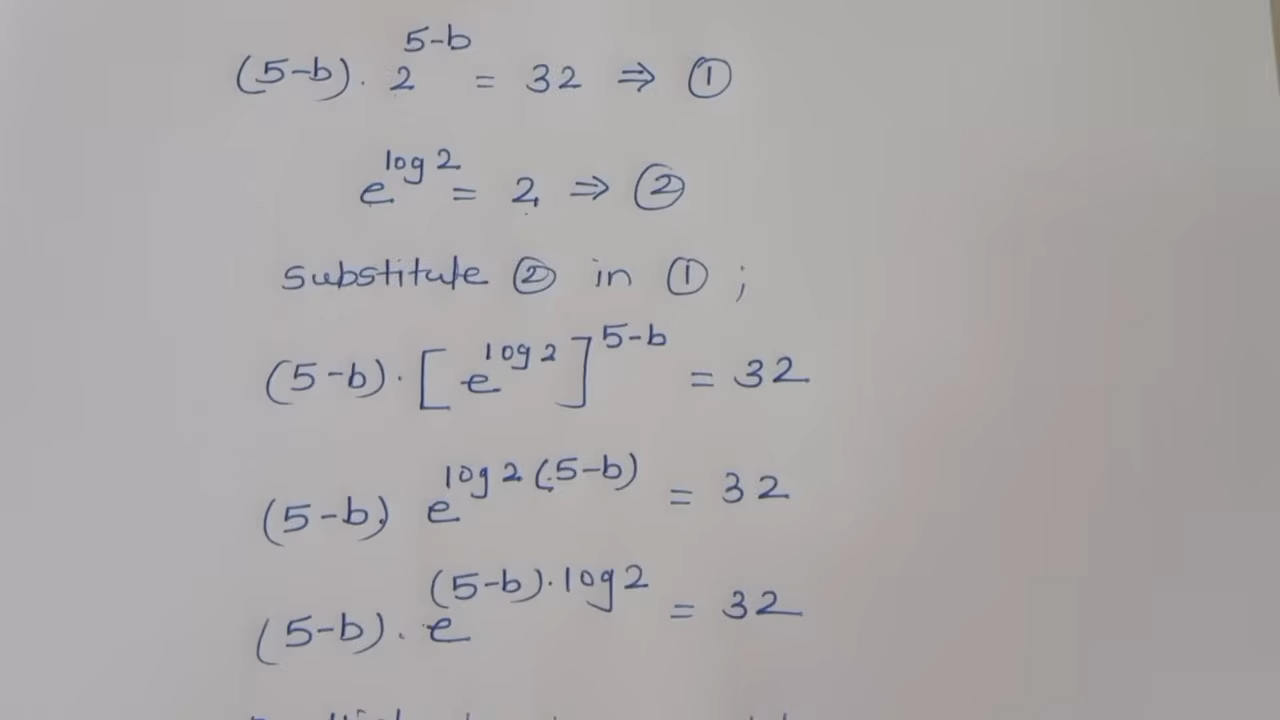 (5-b). 2^(5-b) = 32 ⇒ ①
e^(log 2) = 2 ⇒ ②
Substitute ② in ① ;
(5-b). [e^(log 2)]^(5-b) = 32
(5-b) e^(log 2 (5-b)) = 32
(5-b). e^((5-b).log 2) = 32